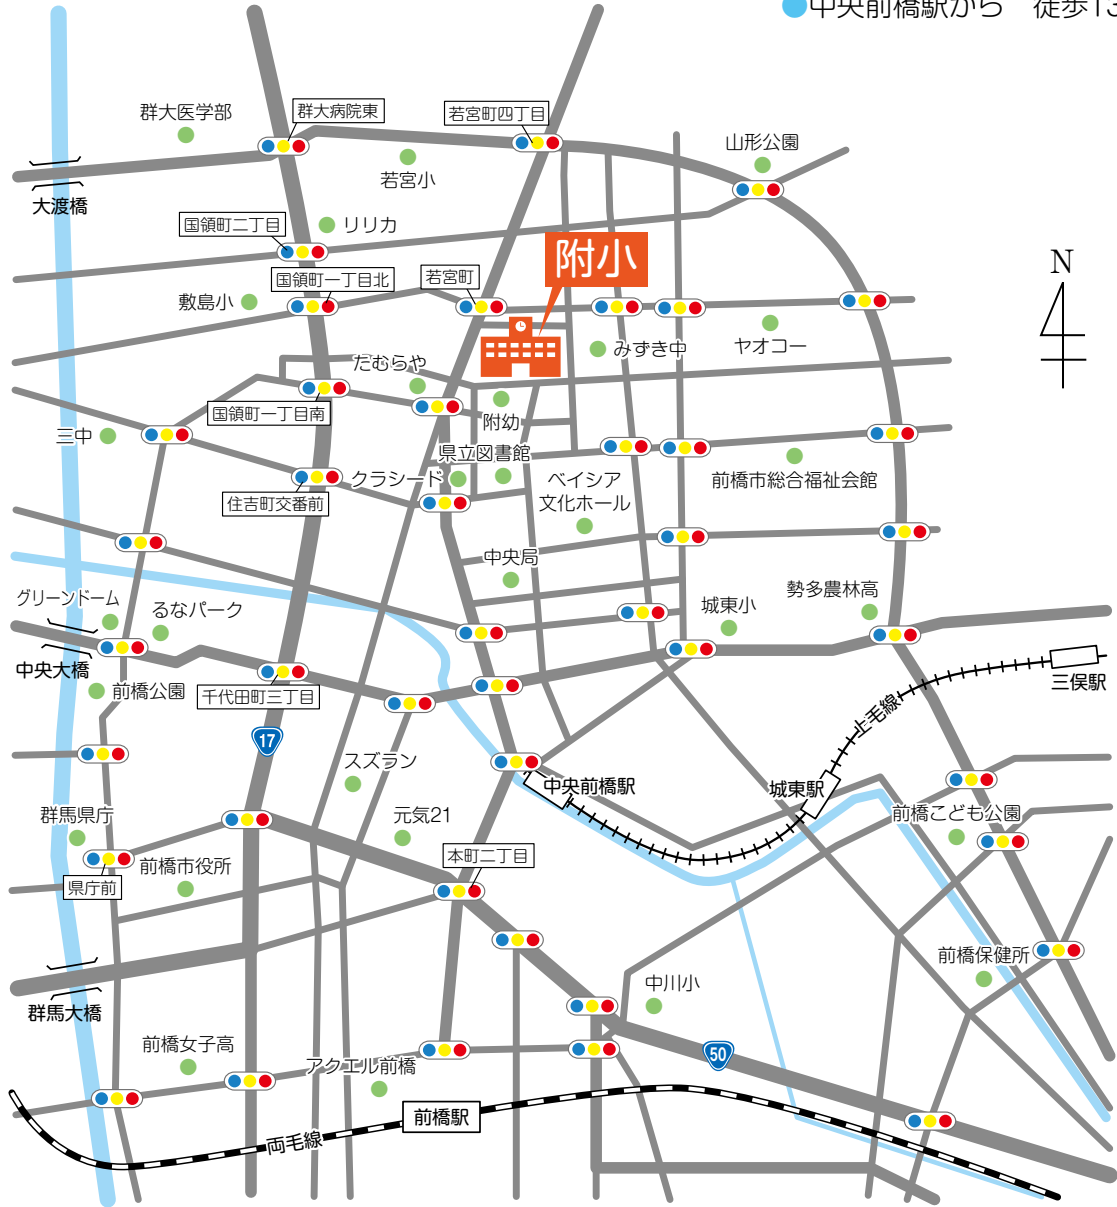 ●中央前橋駅から　徒歩13
群大医学部
群大病院東
若宮町四丁目
山形公園
若宮小
大渡橋
国領町二丁目
リリカ
附小
N
国領町一丁目北
若宮町
敷島小
みずき中
ヤオコー
たむらや
国領町一丁目南
附幼
三中
県立図書館
クラシード
ベイシア
文化ホール
前橋市総合福祉会館
住吉町交番前
中央局
グリーンドーム
るなパーク
城東小
勢多農林高
中央大橋
前橋公園
千代田町三丁目
三俣駅
上毛線
17
スズラン
中央前橋駅
城東駅
群馬県庁
元気21
前橋こども公園
本町二丁目
前橋市役所
県庁前
前橋保健所
中川小
群馬大橋
前橋女子高
アクエル前橋
50
前橋駅
両毛線